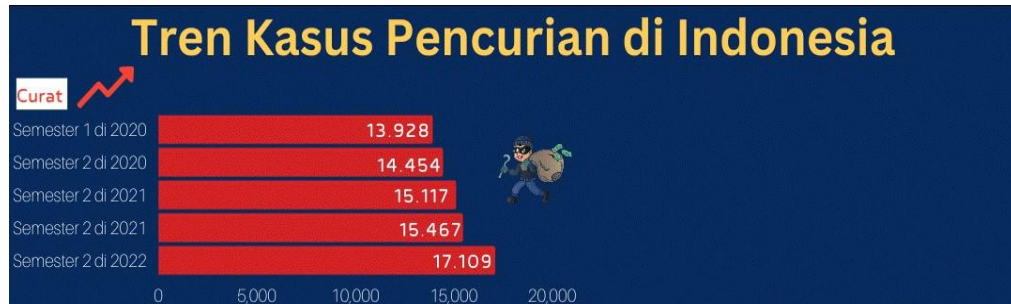 Tren Kasus Pencurian di Indonesia
Curat
Semester 1 di 2020 13.928
Semester 2 di 2020 14.454
Semester 2 di 2021 15.117
Semester 2 di 2021 15.467
Semester 2 di 2022 17.109
0 5,000 10,000 15,000 20,000